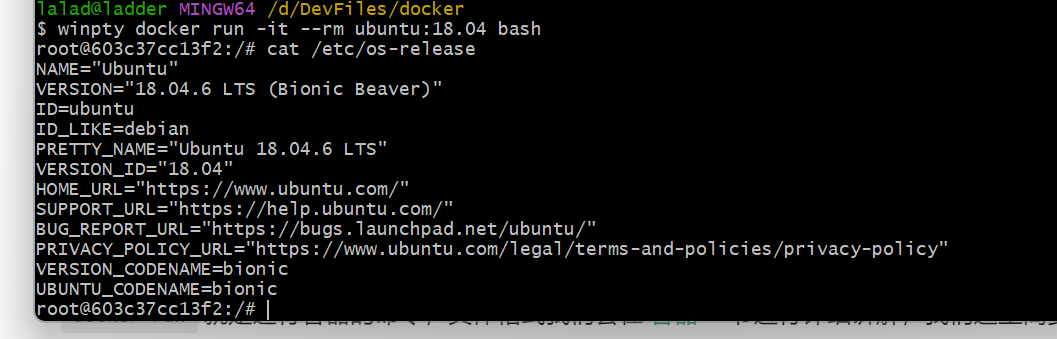 lalad@ladder MINGW64 /d/DevFiles/docker
$ winpty docker run -it --rm ubuntu:18.04 bash
root@603c37cc13f2:/# cat /etc/os-release
NAME="Ubuntu"
VERSION="18.04.6 LTS (Bionic Beaver)"
ID=ubuntu
ID_LIKE=debian
PRETTY_NAME="Ubuntu 18.04.6 LTS"
VERSION_ID="18.04"
HOME_URL="https://www.ubuntu.com/"
SUPPORT_URL="https://help.ubuntu.com/"
BUG_REPORT_URL="https://bugs.launchpad.net/ubuntu/"
PRIVACY_POLICY_URL="https://www.ubuntu.com/legal/terms-and-policies/privacy-policy"
VERSION_CODENAME=bionic
UBUNTU_CODENAME=bionic
root@603c37cc13f2:/#